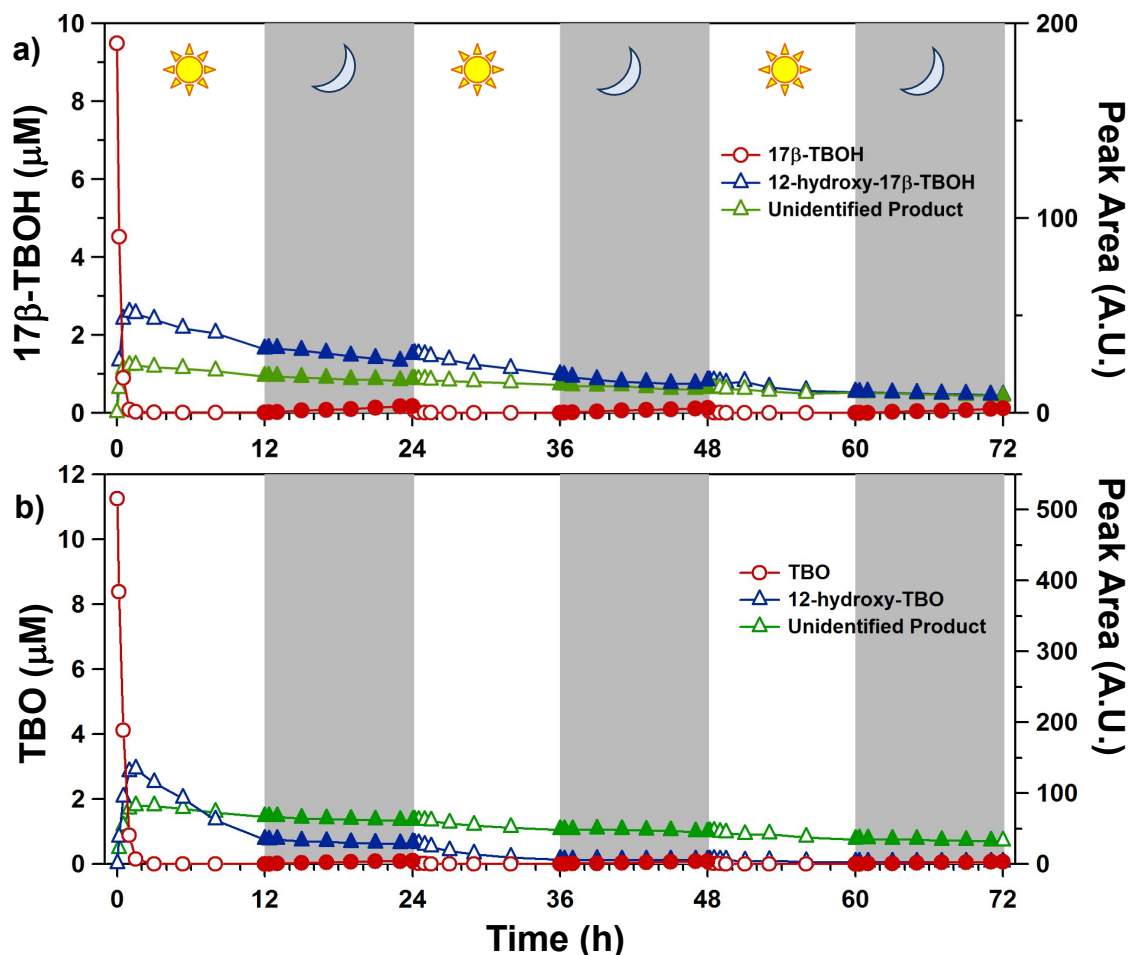 a)
17β-TBOH (μM)
10
8
6
4
2
0
200
100
0
Peak Area (A.U.)
17β-TBOH
12-hydroxy-17β-TBOH
Unidentified Product
0 12 24 36 48 60 72
b)
TBO (μM)
12
10
8
6
4
2
0
500
400
300
200
100
0
Peak Area (A.U.)
TBO
12-hydroxy-TBO
Unidentified Product
0 12 24 36 48 60 72
Time (h)